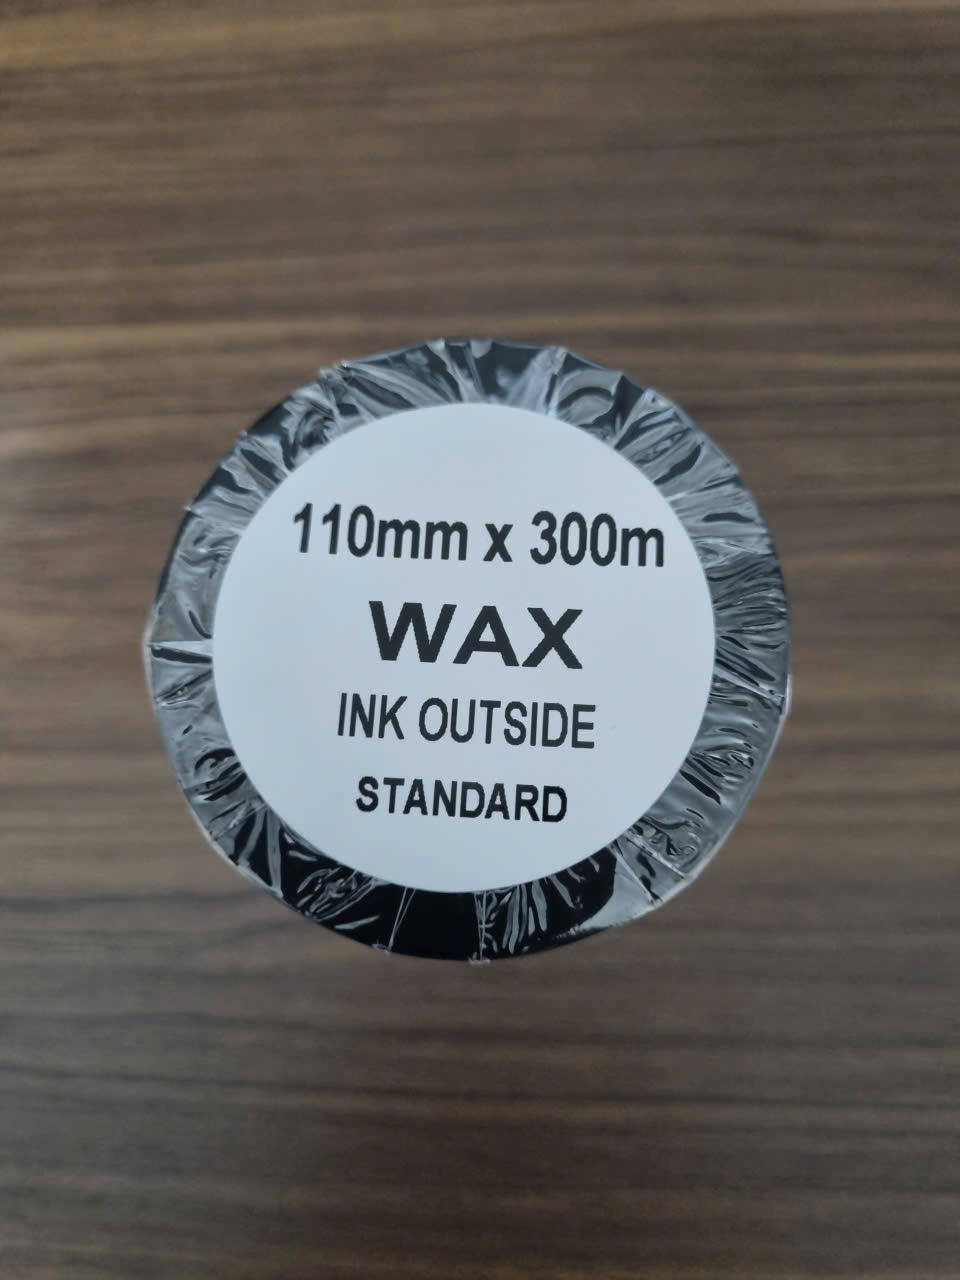 110mm x 300m
WAX
INK OUTSIDE
STANDARD